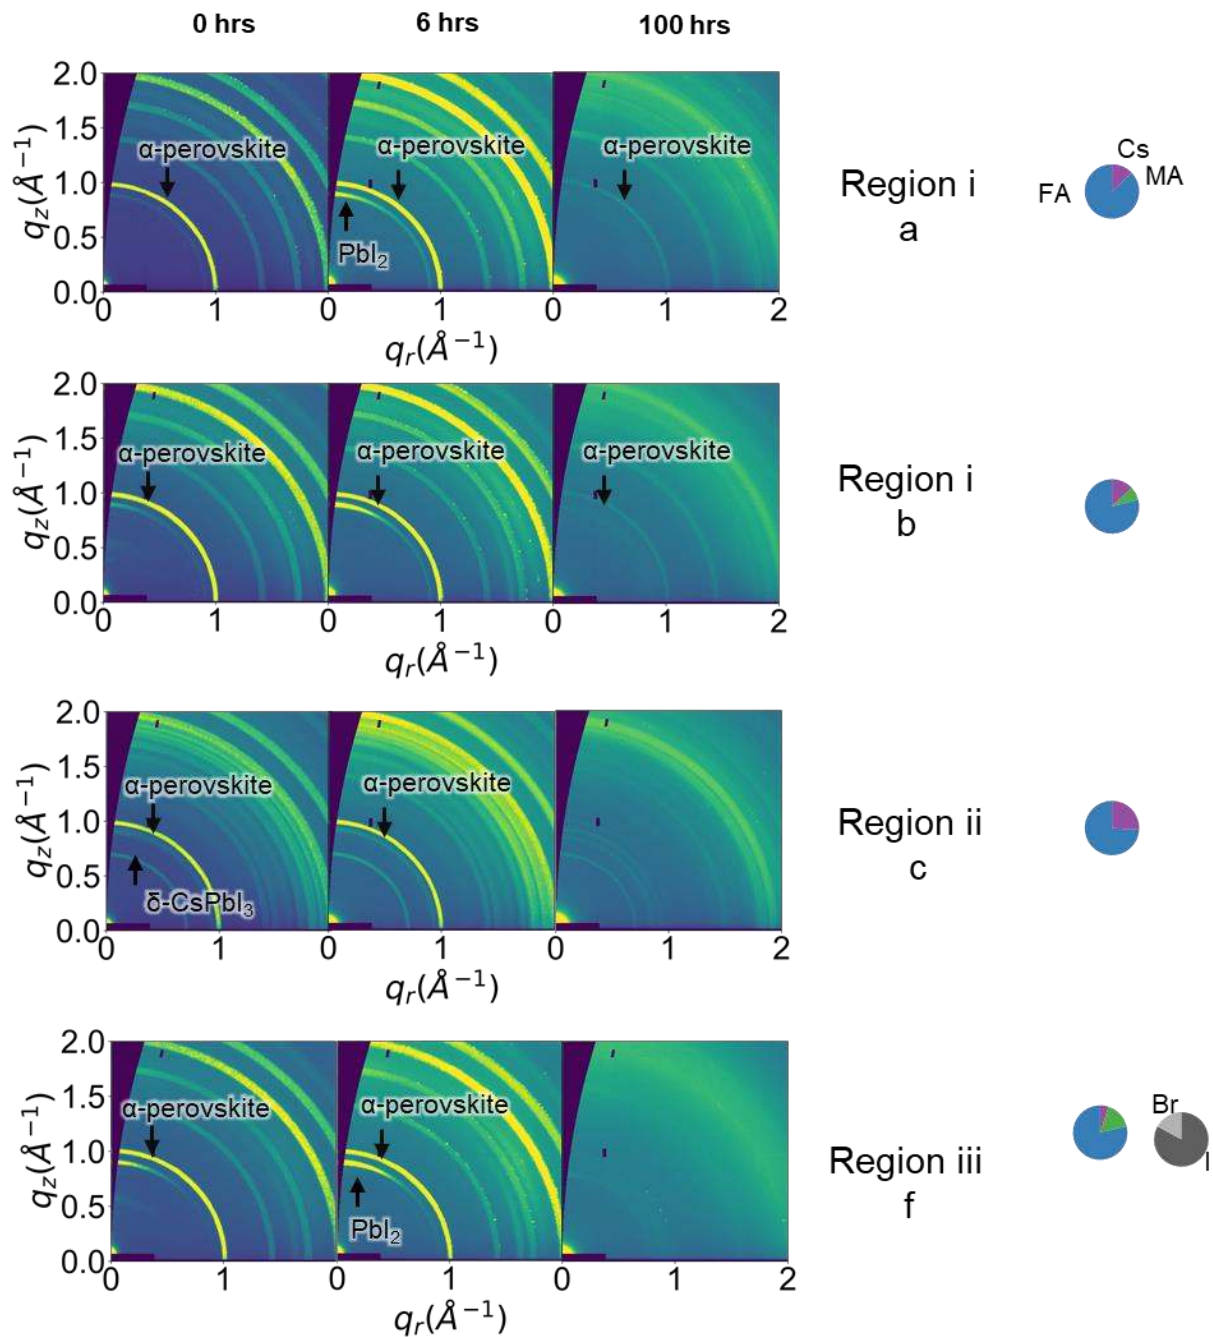 0 hrs 6 hrs 100 hrs
2.0
1.5
1.0
0.5
0.0
qz(Å⁻¹)
α-perovskite α-perovskite α-perovskite
PbI₂
0 1 0 1 0 1 2
qr(Å⁻¹)
Region i
a
FA
Cs
MA
2.0
1.5
1.0
0.5
0.0
qz(Å⁻¹)
α-perovskite α-perovskite α-perovskite
0 1 0 1 0 1 2
qr(Å⁻¹)
Region i
b
2.0
1.5
1.0
0.5
0.0
qz(Å⁻¹)
α-perovskite α-perovskite
δ-CsPbI₃
0 1 0 1 0 1 2
qr(Å⁻¹)
Region ii
c
2.0
1.5
1.0
0.5
0.0
qz(Å⁻¹)
α-perovskite α-perovskite
PbI₂
0 1 0 1 0 1 2
qr(Å⁻¹)
Region iii
f
Br
I